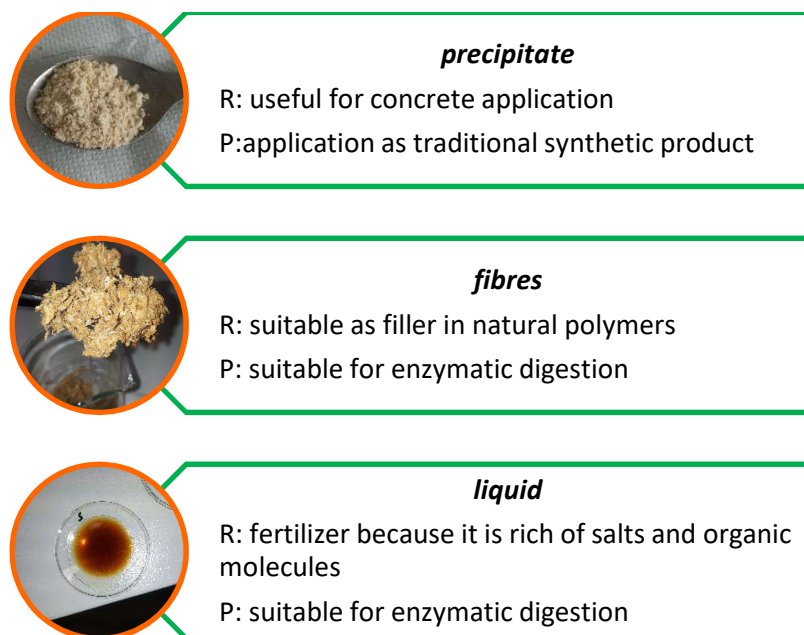 precipitate
R: useful for concrete application
P:application as traditional synthetic product
fibres
R: suitable as filler in natural polymers
P: suitable for enzymatic digestion
liquid
R: fertilizer because it is rich of salts and organic
molecules
P: suitable for enzymatic digestion